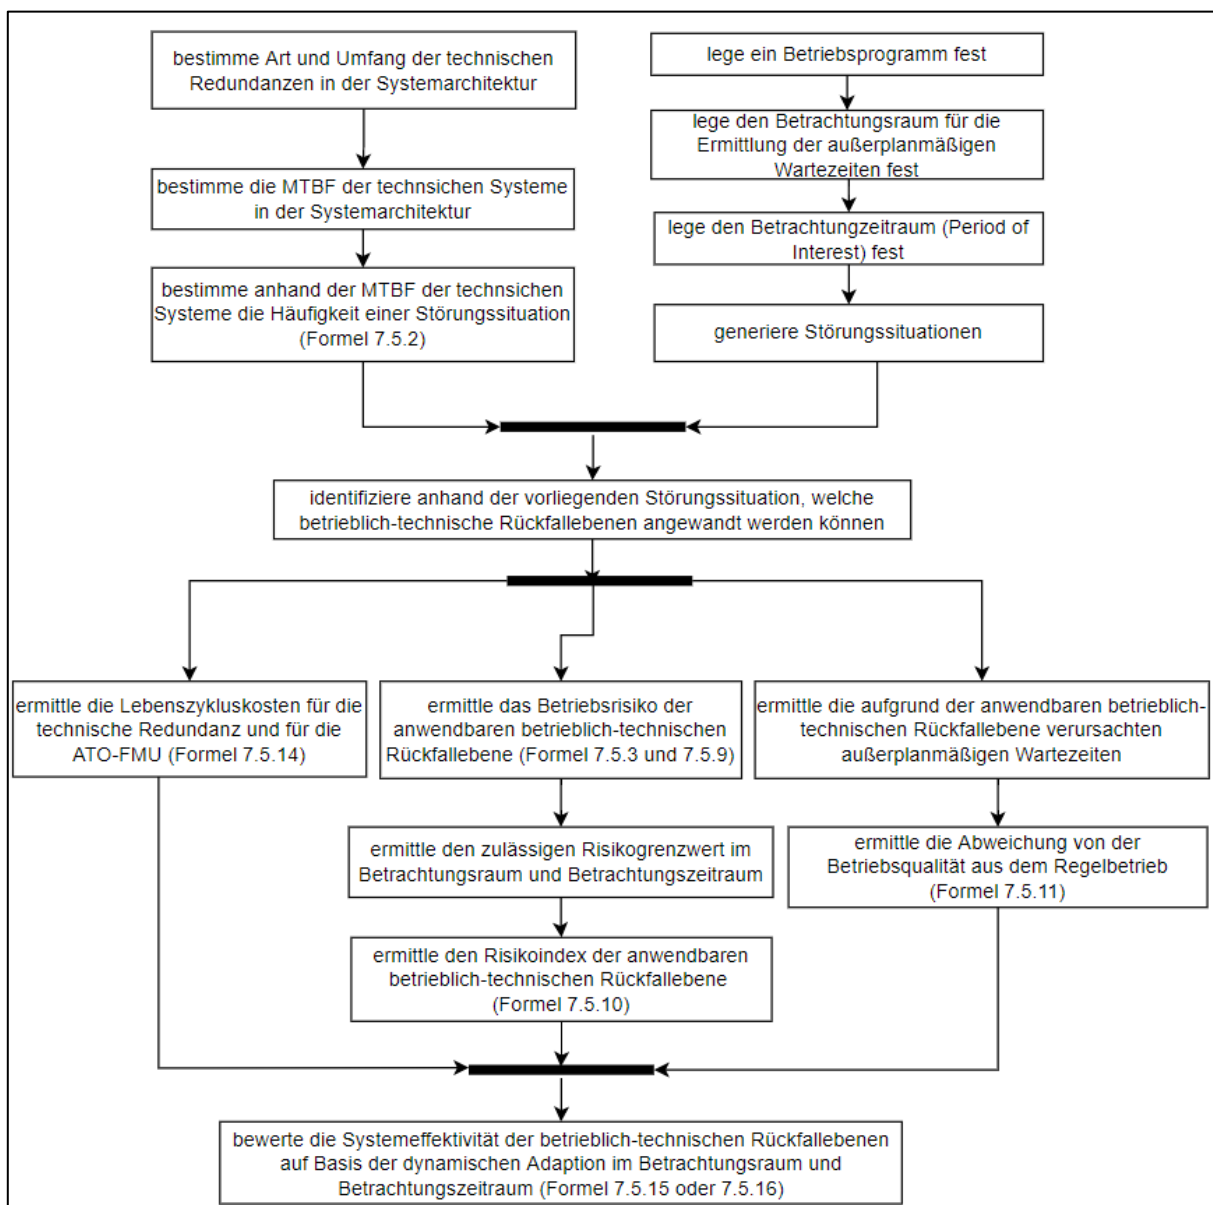 bestimme Art und Umfang der technischen
Redundanzen in der Systemarchitektur
bestimme die MTBF der technsichen Systeme
in der Systemarchitektur
bestimme anhand der MTBF der technsichen
Systeme die Häufigkeit einer Störungssituation
(Formel 7.5.2)
lege ein Betriebsprogramm fest
lege den Betrachtungsraum für die
Ermittlung der außerplanmäßigen
Wartezeiten fest
lege den Betrachtungzeitraum (Period of
Interest) fest
generiere Störungssituationen
identifiziere anhand der vorliegenden Störungssituation, welche
betrieblich-technische Rückfallebenen angewandt werden können
ermittle die Lebenszykluskosten für die
technische Redundanz und für die
ATO-FMU (Formel 7.5.14)
ermittle das Betriebsrisiko der
anwendbaren betrieblich-technischen
Rückfallebene (Formel 7.5.3 und 7.5.9)
ermittle den zulässigen Risikogrenzwert im
Betrachtungsraum und Betrachtungszeitraum
ermittle den Risikoindex der anwendbaren
betrieblich-technischen Rückfallebene
(Formel 7.5.10)
ermittle die aufgrund der anwendbaren betrieblich-
technischen Rückfallebene verursachten
außerplanmäßigen Wartezeiten
ermittle die Abweichung von der
Betriebsqualität aus dem Regelbetrieb
(Formel 7.5.11)
bewerte die Systemeffektivität der betrieblich-technischen Rückfallebenen
auf Basis der dynamischen Adaption im Betrachtungsraum und
Betrachtungszeitraum (Formel 7.5.15 oder 7.5.16)